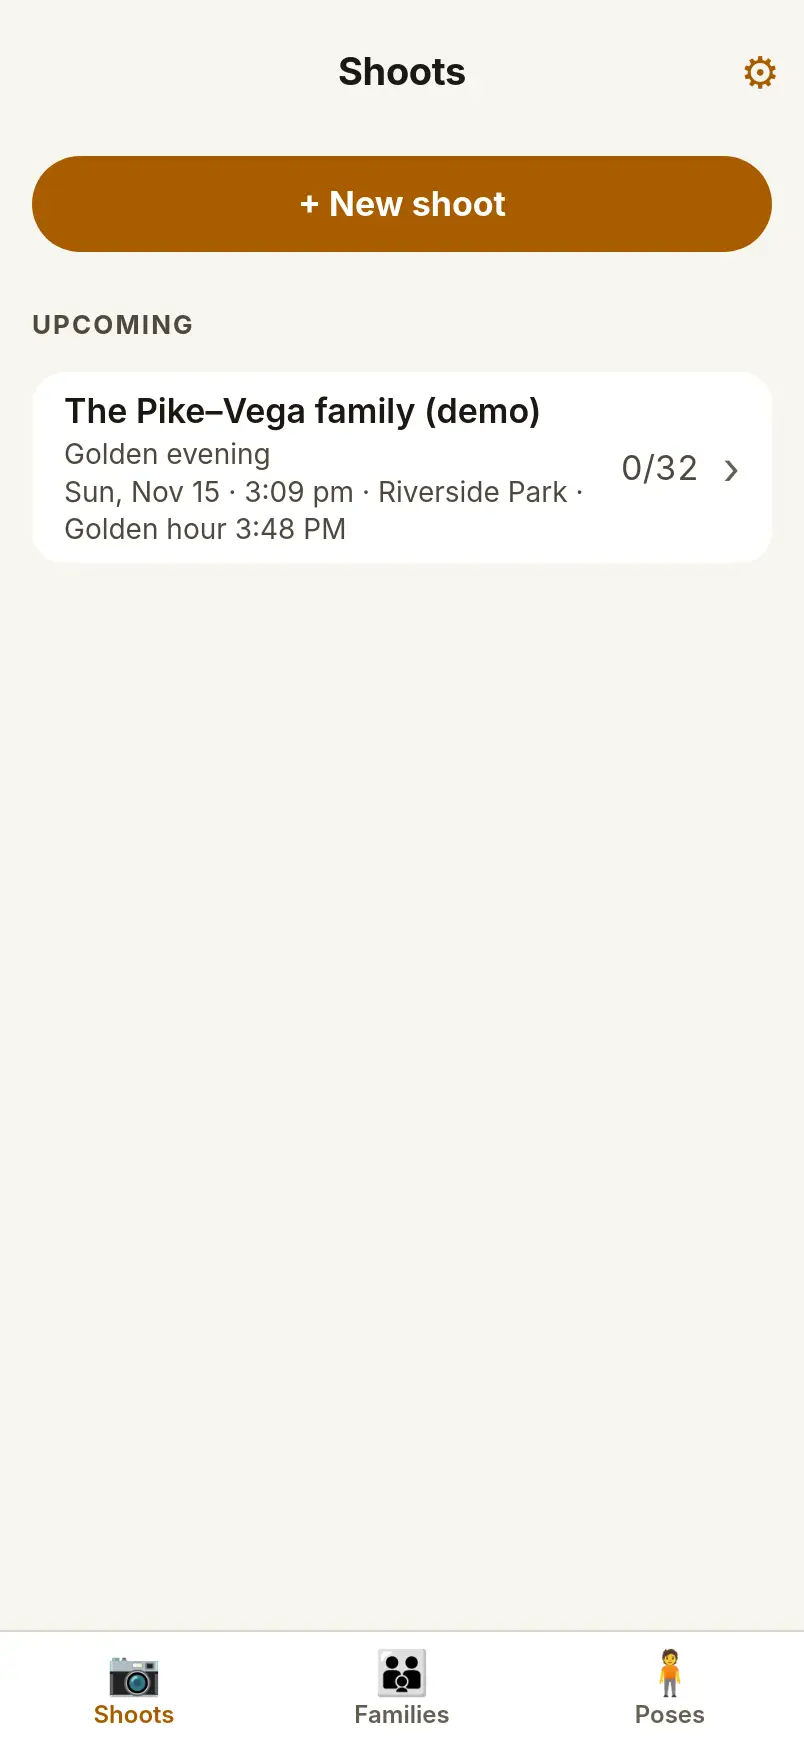 Shoots
+ New shoot
UPCOMING
The Pike–Vega family (demo)
Golden evening
Sun, Nov 15 · 3:09 pm · Riverside Park ·
Golden hour 3:48 PM
0/32 ›
Shoots
Families
Poses